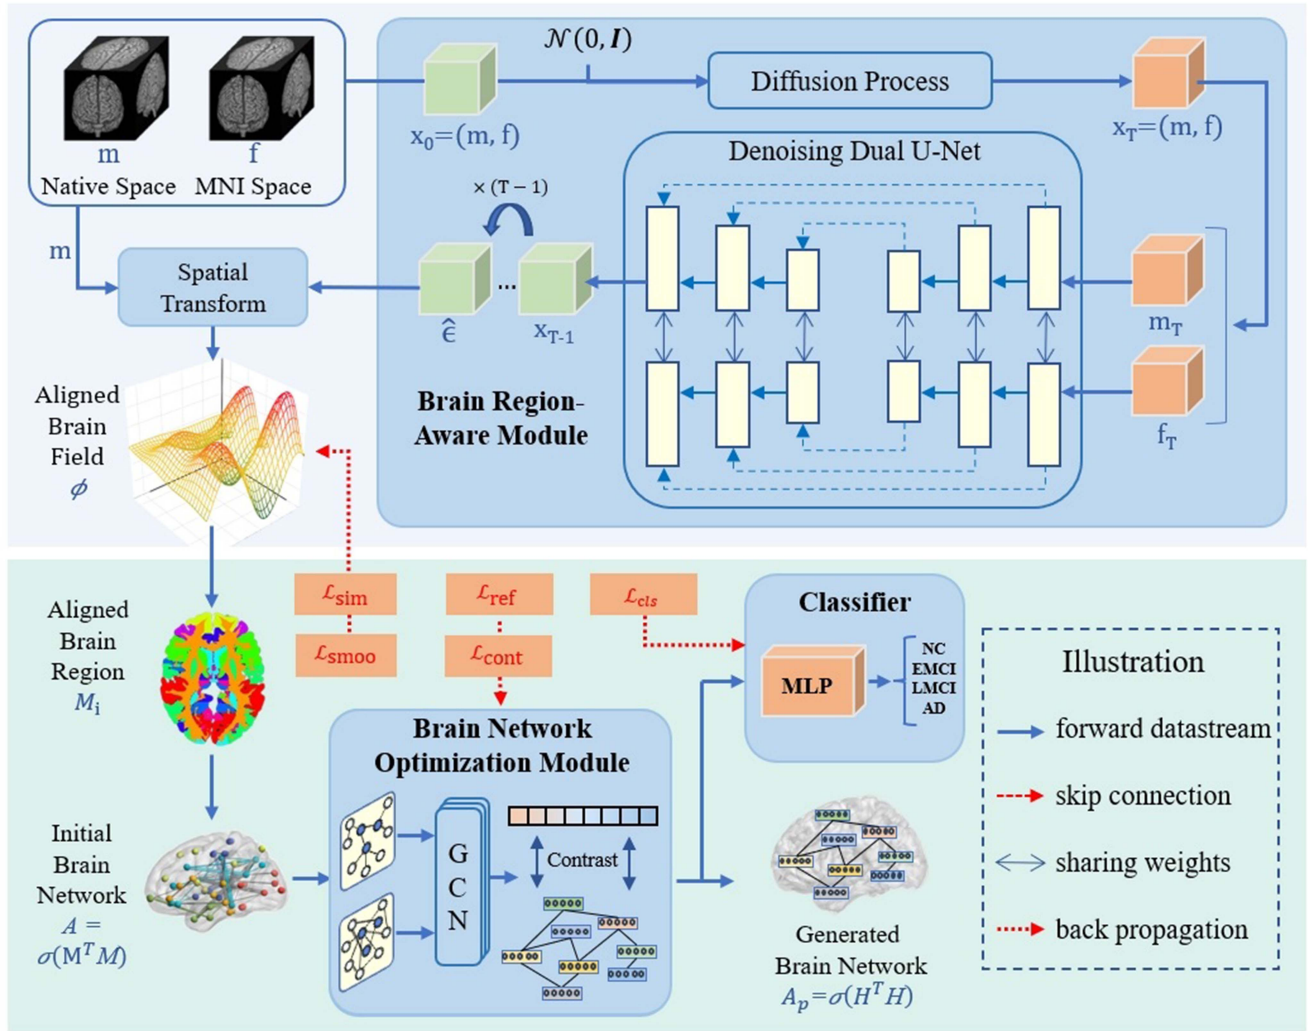 m
Native Space
f
MNI Space
m
x₀=(m, f)
𝒩(0, I)
Diffusion Process
x_T=(m, f)
Denoising Dual U-Net
× (T − 1)
ϵ̂
...
x_T-1
m_T
f_T
Brain Region-
Aware Module
Spatial
Transform
Aligned
Brain
Field
ϕ
Aligned
Brain
Region
M_i
Initial
Brain
Network
A =
σ(MᵀM)
ℒ_sim
ℒ_smoo
ℒ_ref
ℒ_cont
ℒ_cls
Brain Network
Optimization Module
G
C
N
Contrast
Classifier
MLP
NC
EMCI
LMCI
AD
Generated
Brain Network
A_p=σ(HᵀH)
Illustration
forward datastream
skip connection
sharing weights
back propagation